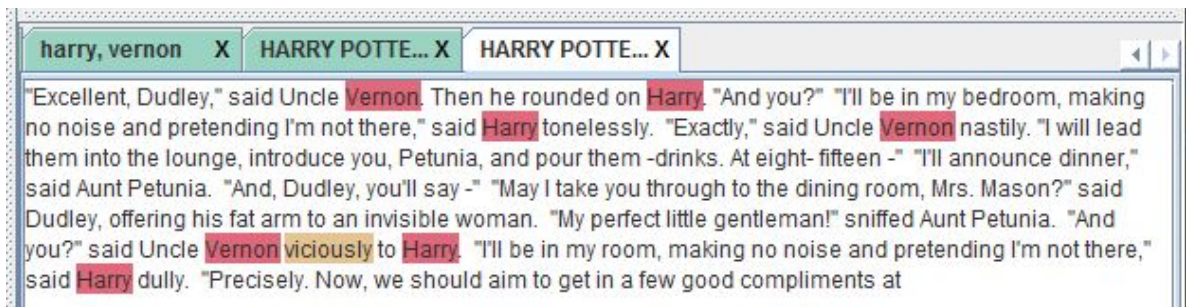 harry, vernon X HARRY POTTE... X HARRY POTTE... X
"Excellent, Dudley," said Uncle Vernon. Then he rounded on Harry. "And you?" "I'll be in my bedroom, making
no noise and pretending I'm not there," said Harry tonelessly. "Exactly," said Uncle Vernon nastily. "I will lead
them into the lounge, introduce you, Petunia, and pour them -drinks. At eight- fifteen -" "I'll announce dinner,"
said Aunt Petunia. "And, Dudley, you'll say -" "May I take you through to the dining room, Mrs. Mason?" said
Dudley, offering his fat arm to an invisible woman. "My perfect little gentleman!" sniffed Aunt Petunia. "And
you?" said Uncle Vernon viciously to Harry. "I'll be in my room, making no noise and pretending I'm not there,"
said Harry dully. "Precisely. Now, we should aim to get in a few good compliments at